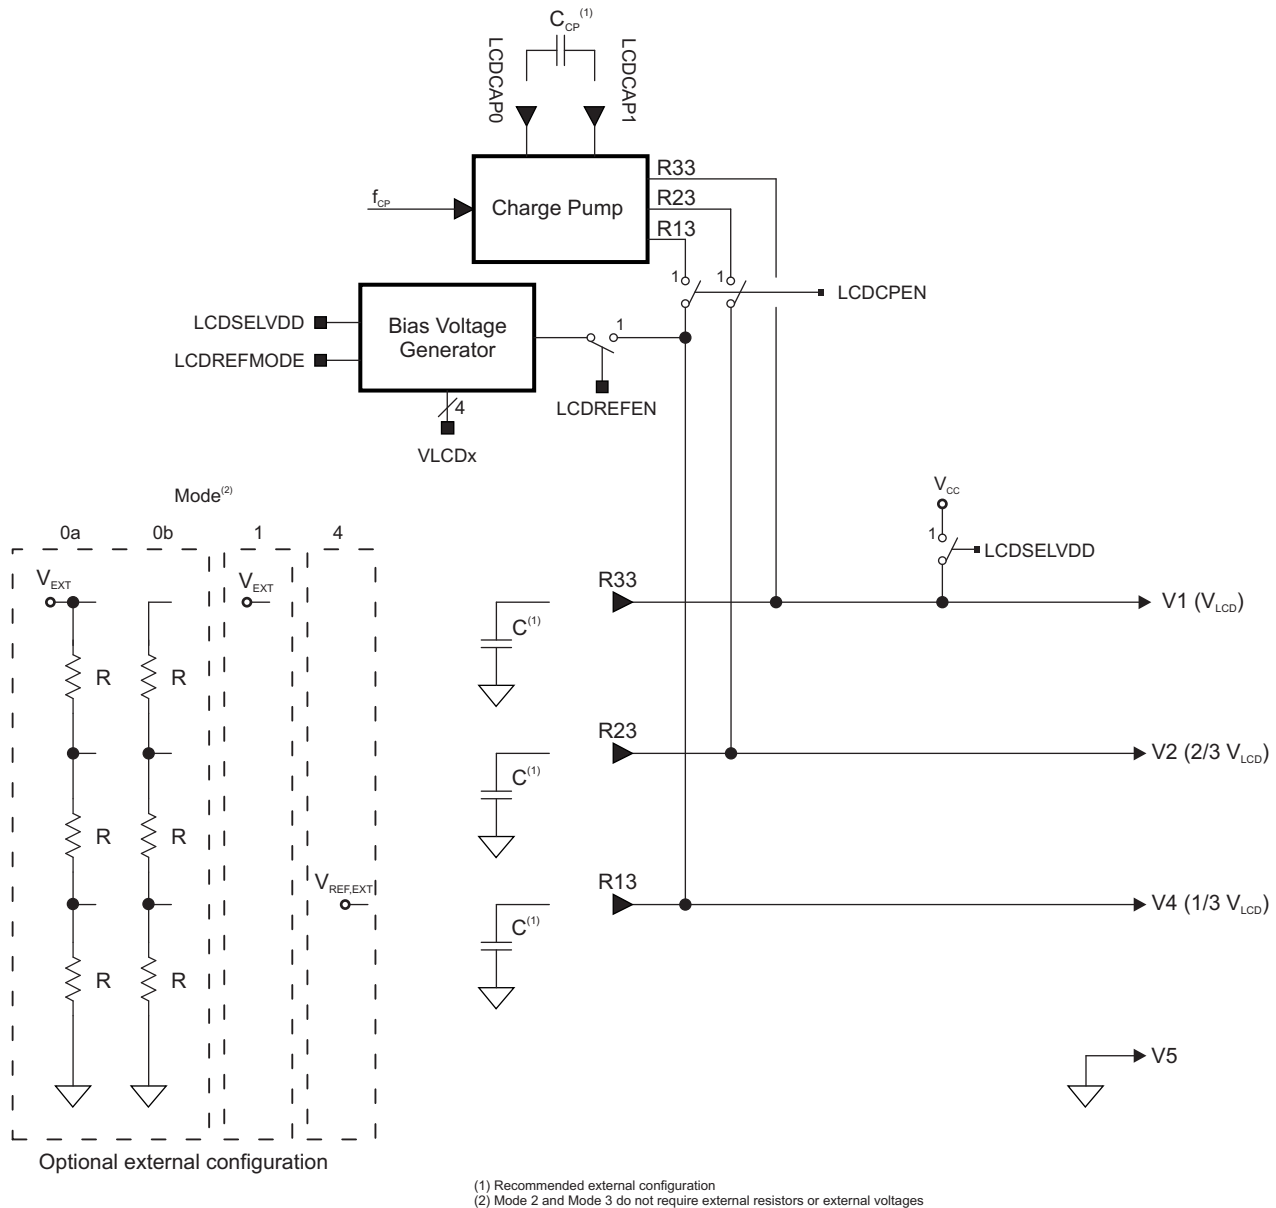 C_CP(1)
LCDCAP0
LCDCAP1
R33
f_CP
Charge Pump
R23
R13
1
1
LCDCPEN
LCDSELVDD
Bias Voltage
Generator
1
LCDREFMODE
LCDREFEN
4
VLCDx
Mode(2)
V_CC
0a
0b
1
4
1
LCDSELVDD
V_EXT
V_EXT
R33
V1 (V_LCD)
C(1)
R
R
R23
V2 (2/3 V_LCD)
C(1)
R
R
V_REF,EXT
R13
V4 (1/3 V_LCD)
C(1)
R
R
V5
Optional external configuration
(1) Recommended external configuration
(2) Mode 2 and Mode 3 do not require external resistors or external voltages